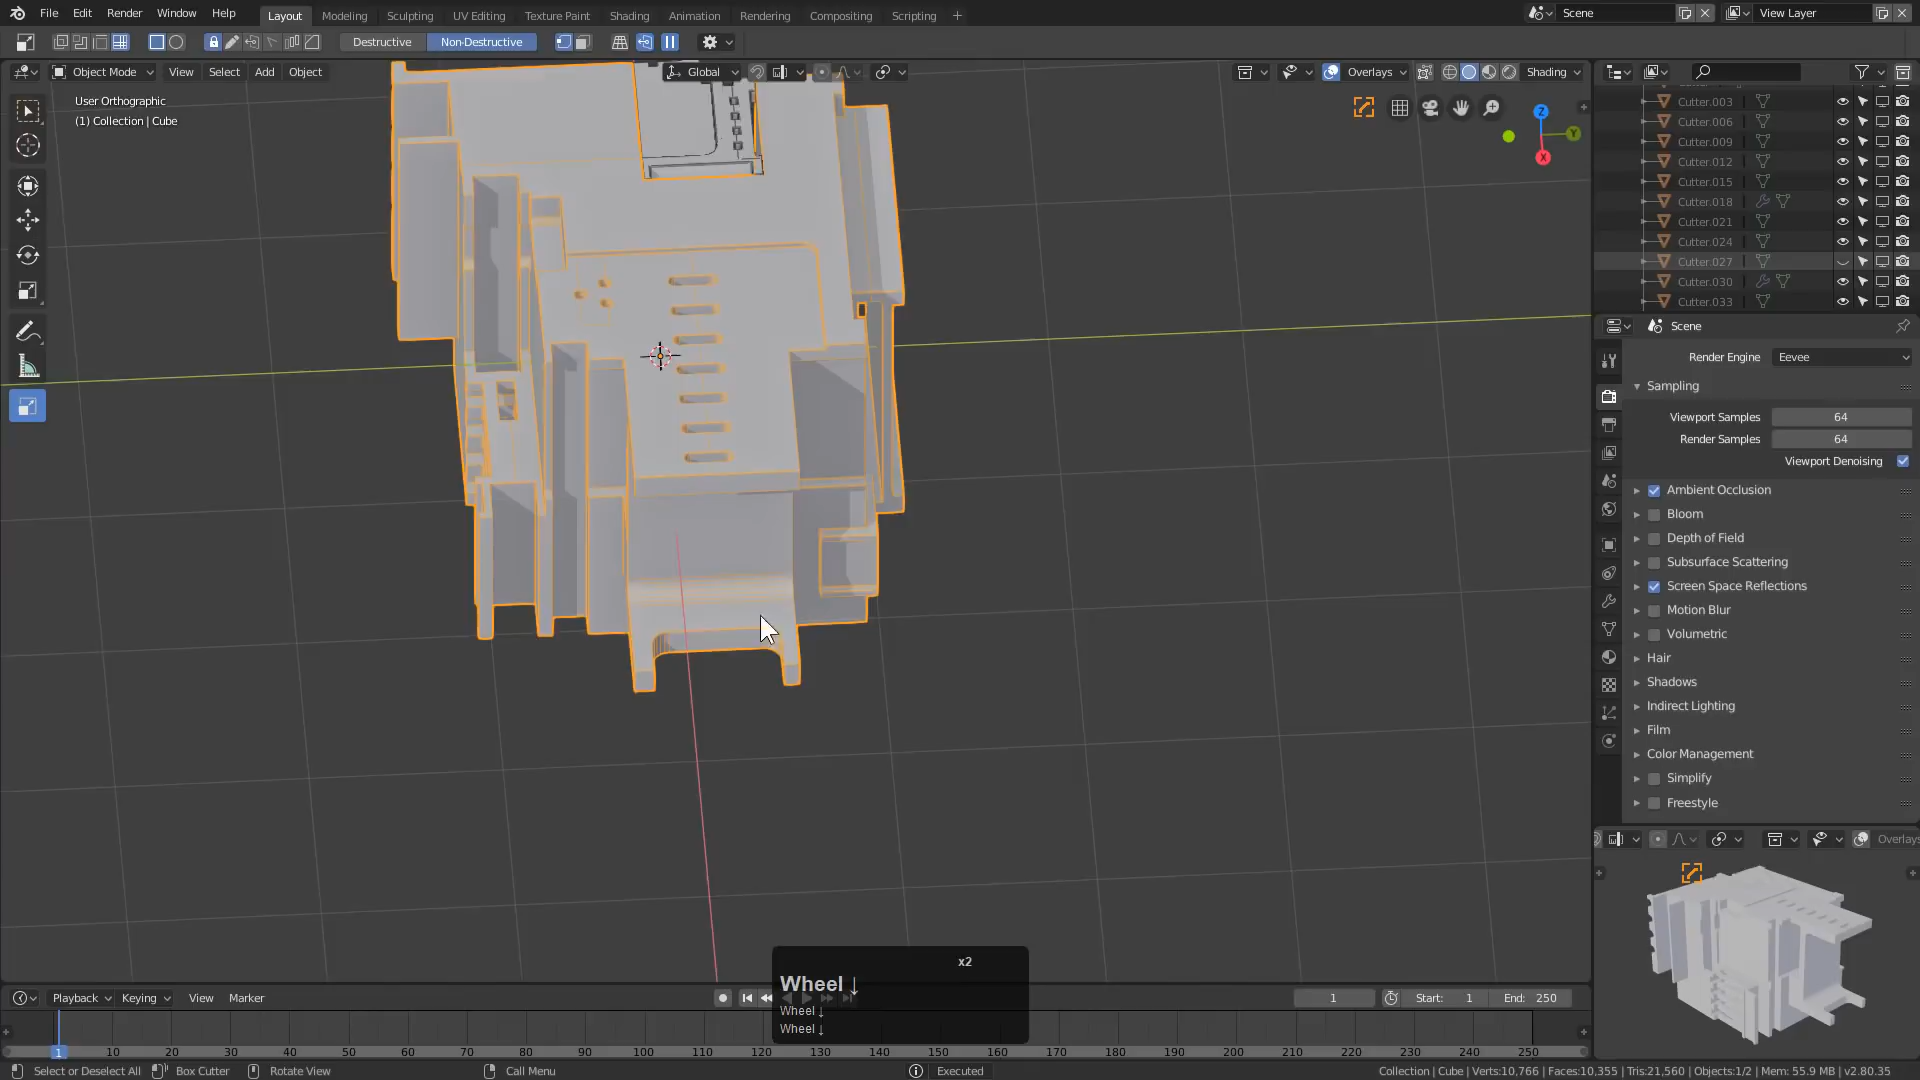 File Edit Render Window Help Layout Modeling Sculpting UV Editing Texture Paint Shading Animation Rendering Compositing Scripting + Scene View Layer
Destructive Non-Destructive
Object Mode View Select Add Object Global Overlays Shading
User Orthographic
(1) Collection | Cube
Z
Y
X
Cutter.003
Cutter.006
Cutter.009
Cutter.012
Cutter.015
Cutter.018
Cutter.021
Cutter.024
Cutter.027
Cutter.030
Cutter.033
Scene
Render Engine Eevee
Sampling
Viewport Samples 64
Render Samples 64
Viewport Denoising
Ambient Occlusion
Bloom
Depth of Field
Subsurface Scattering
Screen Space Reflections
Motion Blur
Volumetric
Hair
Shadows
Indirect Lighting
Film
Color Management
Simplify
Freestyle
Overlays
x2
Wheel ↓
Wheel ↓
Wheel ↓
Playback Keying View Marker 1 Start: 1 End: 250
1 10 20 30 40 50 60 70 80 90 100 110 120 130 140 150 160 170 180 190 200 210 220 230 240 250
Select or Deselect All Box Cutter Rotate View Call Menu Executed Collection | Cube | Verts:10,766 | Faces:10,355 | Tris:21,560 | Objects:1/2 | Mem: 55.9 MB | v2.80.35